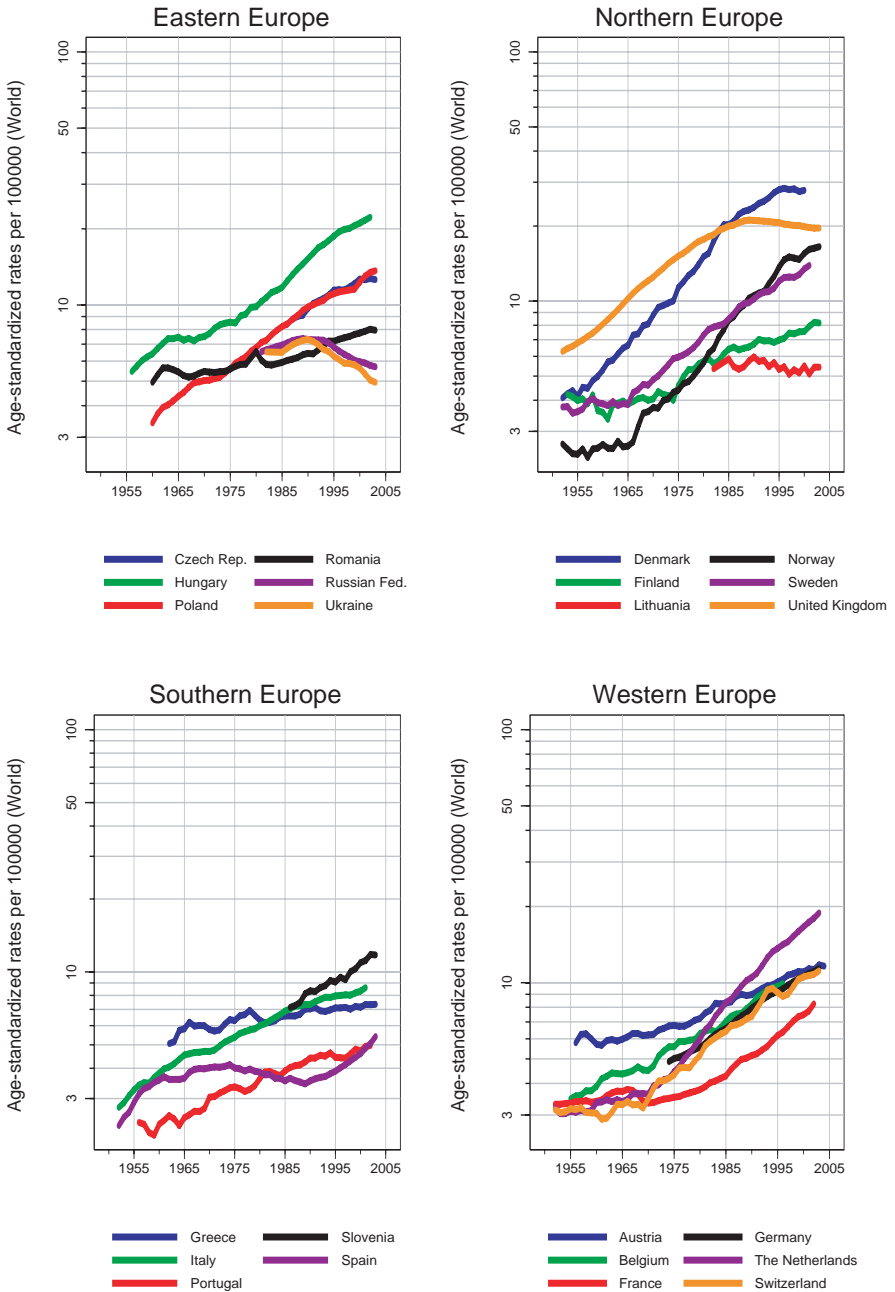 Eastern Europe
Age-standardized rates per 100000 (World)
100
50
10
3
1955 1965 1975 1985 1995 2005
Czech Rep. Romania
Hungary Russian Fed.
Poland Ukraine
Northern Europe
Age-standardized rates per 100000 (World)
100
50
10
3
1955 1965 1975 1985 1995 2005
Denmark Norway
Finland Sweden
Lithuania United Kingdom
Southern Europe
Age-standardized rates per 100000 (World)
100
50
10
3
1955 1965 1975 1985 1995 2005
Greece Slovenia
Italy Spain
Portugal
Western Europe
Age-standardized rates per 100000 (World)
100
50
10
3
1955 1965 1975 1985 1995 2005
Austria Germany
Belgium The Netherlands
France Switzerland